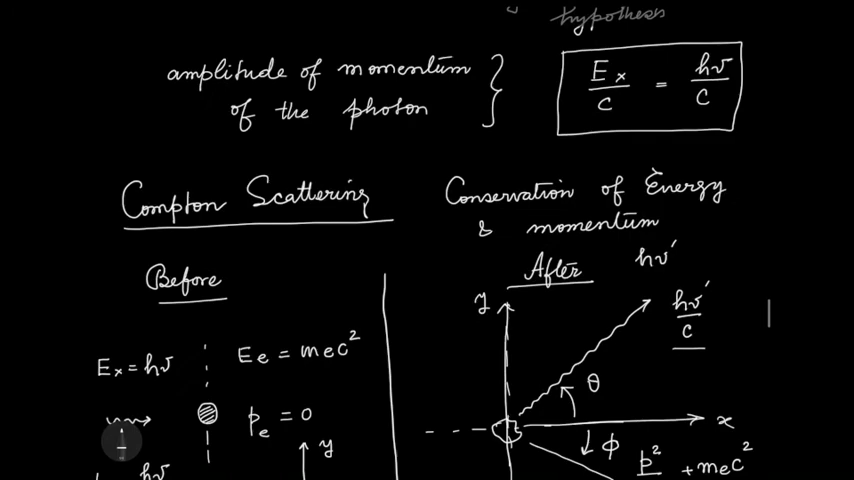 hypothesis
amplitude of momentum
of the photon
Ex/c = hν/c
Compton Scattering
Conservation of Energy
& momentum
Before
After
hν'
y
hν'/c
Ex = hν
Ee = mec²
θ
pe = 0
x
y
ϕ
p² + mec²
hν